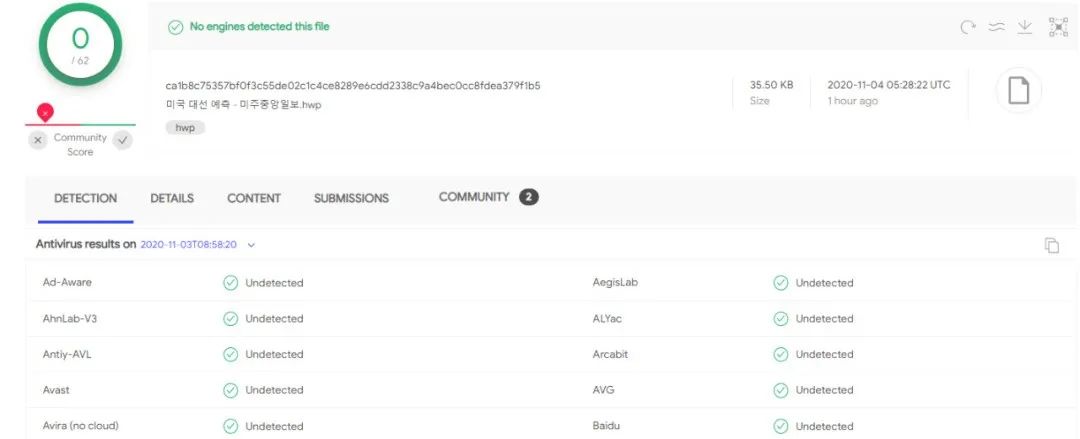 0
/ 62
× Community Score ✓
No engines detected this file
ca1b8c75357bf0f3c55de02c1c4ce8289e6cdd2338c9a4bec0cc8fdea379f1b5
미국 대선 예측 - 미주중앙일보.hwp
hwp
35.50 KB
Size
2020-11-04 05:28:22 UTC
1 hour ago
DETECTION DETAILS CONTENT SUBMISSIONS COMMUNITY 2
Antivirus results on 2020-11-03T08:58:20
Ad-Aware Undetected AegisLab Undetected
AhnLab-V3 Undetected ALYac Undetected
Antiy-AVL Undetected Arcabit Undetected
Avast Undetected AVG Undetected
Avira (no cloud) Undetected Baidu Undetected